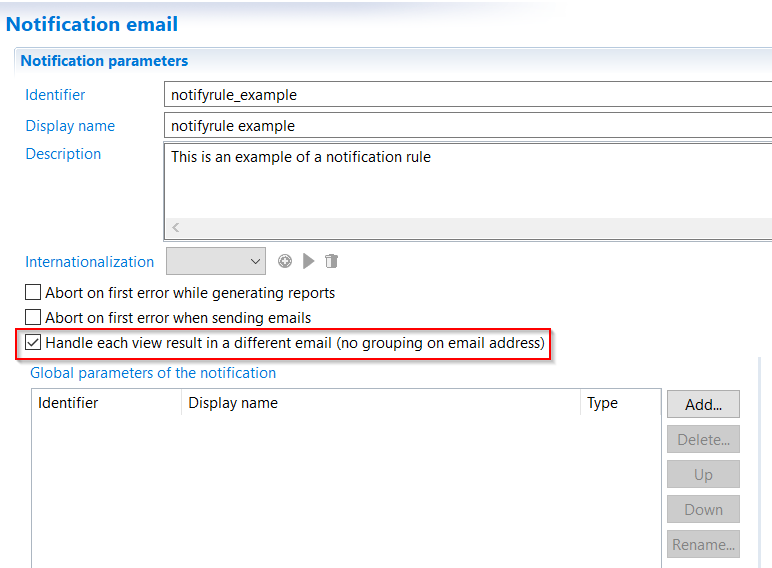 Notification email
Notification parameters
Identifier
notifyrule_example
Display name
notifyrule example
Description
This is an example of a notification rule
Internationalization
Abort on first error while generating reports
Abort on first error when sending emails
Handle each view result in a different email (no grouping on email address)
Global parameters of the notification
Identifier Display name Type
Add...
Delete...
Up
Down
Rename...